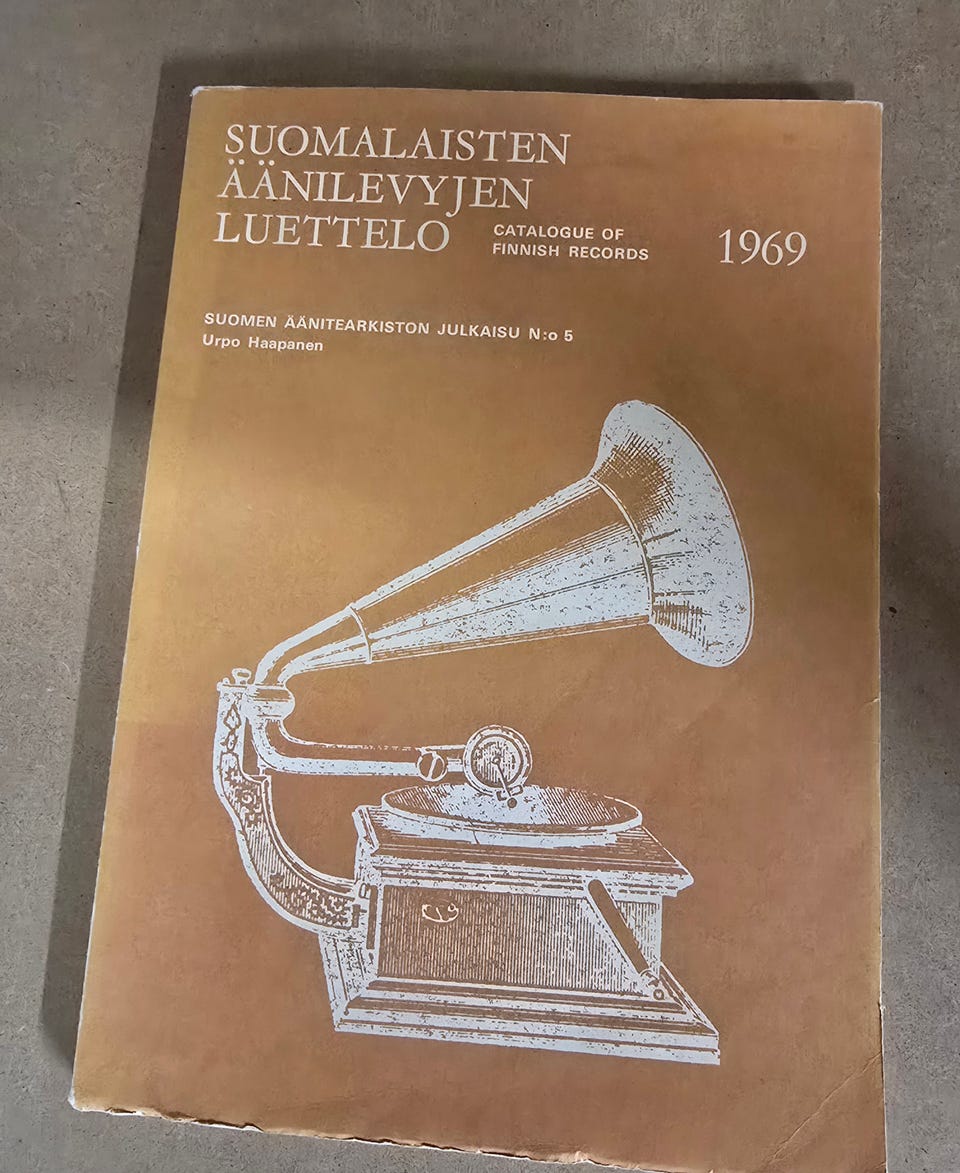 SUOMALAISTEN
ÄÄNILEVYJEN
LUETTELO
CATALOGUE OF
FINNISH RECORDS
1969
SUOMEN ÄÄNITEARKISTON JULKAISU N:o 5
Urpo Haapanen